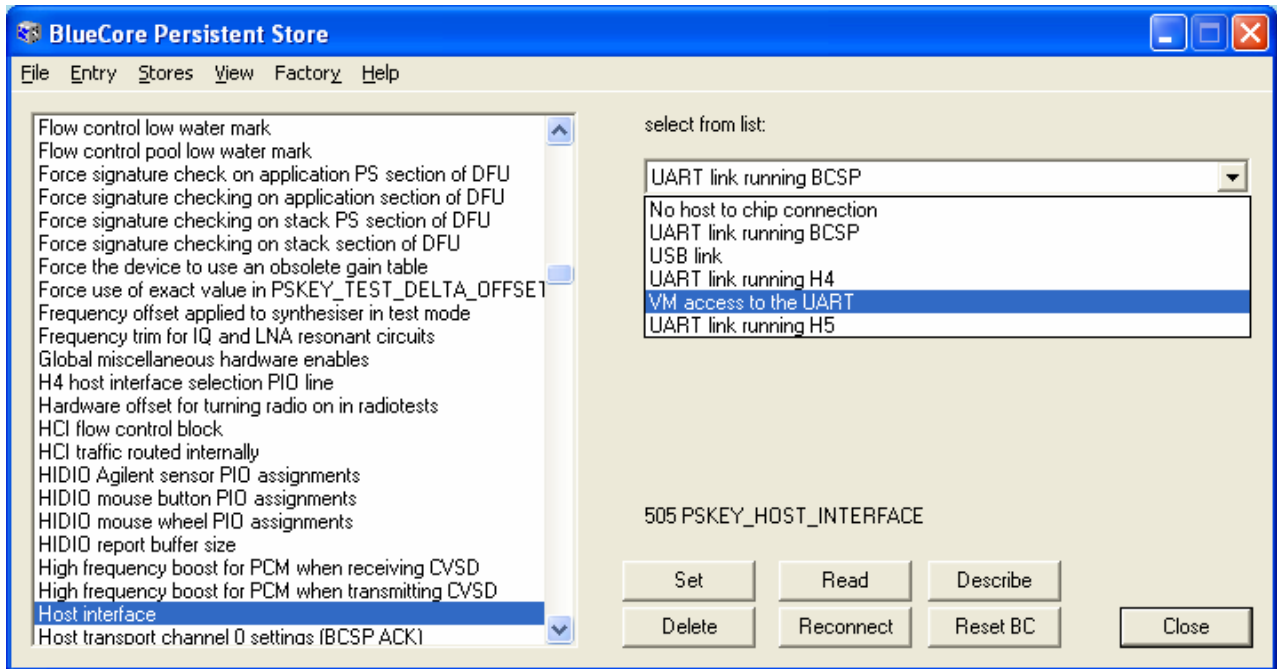 BlueCore Persistent Store
File Entry Stores View Factory Help
Flow control low water mark
Flow control pool low water mark
Force signature check on application PS section of DFU
Force signature checking on application section of DFU
Force signature checking on stack PS section of DFU
Force signature checking on stack section of DFU
Force the device to use an obsolete gain table
Force use of exact value in PSKEY_TEST_DELTA_OFFSET
Frequency offset applied to synthesiser in test mode
Frequency trim for IQ and LNA resonant circuits
Global miscellaneous hardware enables
H4 host interface selection PIO line
Hardware offset for turning radio on in radiotests
HCI flow control block
HCI traffic routed internally
HIDIO Agilent sensor PIO assignments
HIDIO mouse button PIO assignments
HIDIO mouse wheel PIO assignments
HIDIO report buffer size
High frequency boost for PCM when receiving CVSD
High frequency boost for PCM when transmitting CVSD
Host interface
Host transport channel 0 settings (BCSP ACK)
select from list:
UART link running BCSP
No host to chip connection
UART link running BCSP
USB link
UART link running H4
VM access to the UART
UART link running H5
505 PSKEY_HOST_INTERFACE
Set Read Describe
Delete Reconnect Reset BC Close